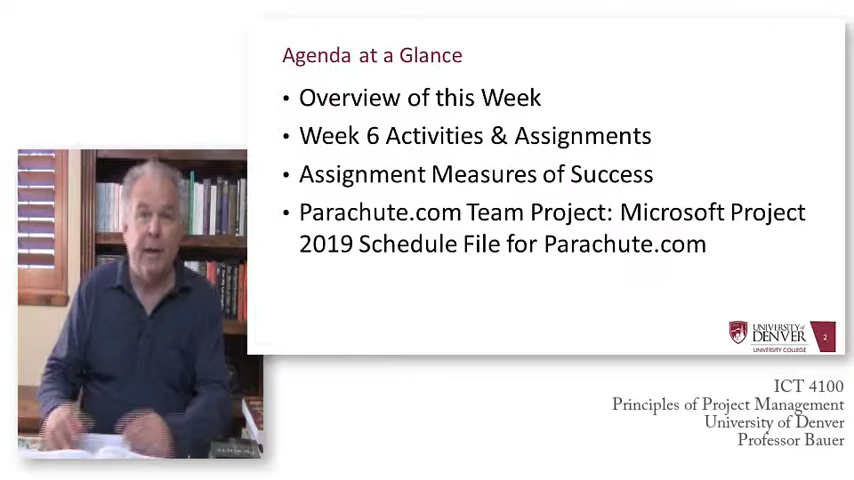 Agenda at a Glance
• Overview of this Week
• Week 6 Activities & Assignments
• Assignment Measures of Success
• Parachute.com Team Project: Microsoft Project
2019 Schedule File for Parachute.com
UNIVERSITY of
DENVER
UNIVERSITY COLLEGE
2
ICT 4100
Principles of Project Management
University of Denver
Professor Bauer